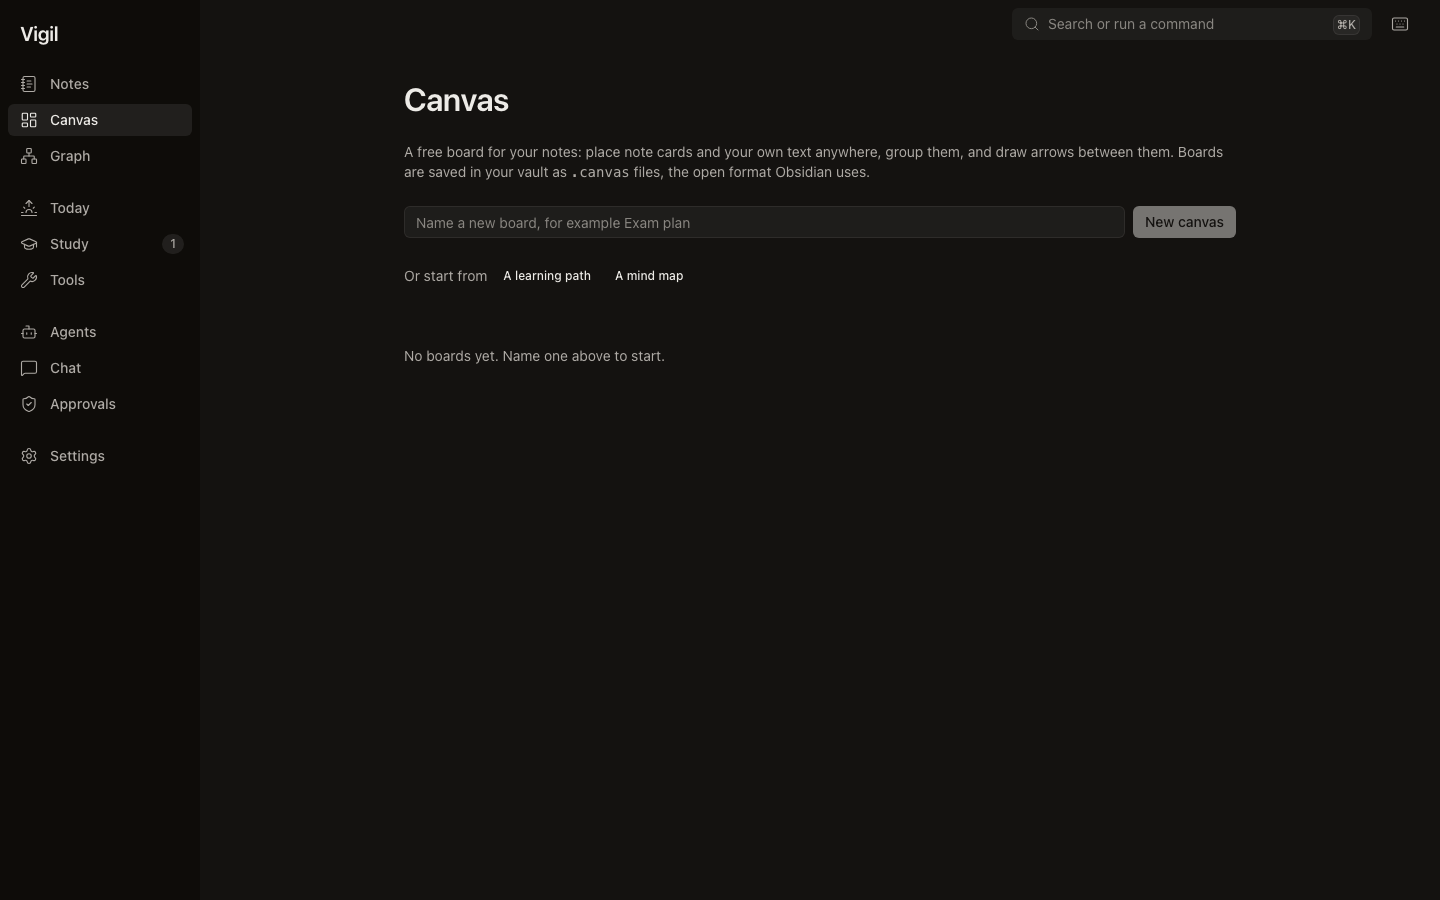 Vigil
Search or run a command
⌘K
Notes
Canvas
Graph
Today
Study
1
Tools
Agents
Chat
Approvals
Settings
Canvas
A free board for your notes: place note cards and your own text anywhere, group them, and draw arrows between them. Boards
are saved in your vault as .canvas files, the open format Obsidian uses.
Name a new board, for example Exam plan
New canvas
Or start from
A learning path
A mind map
No boards yet. Name one above to start.